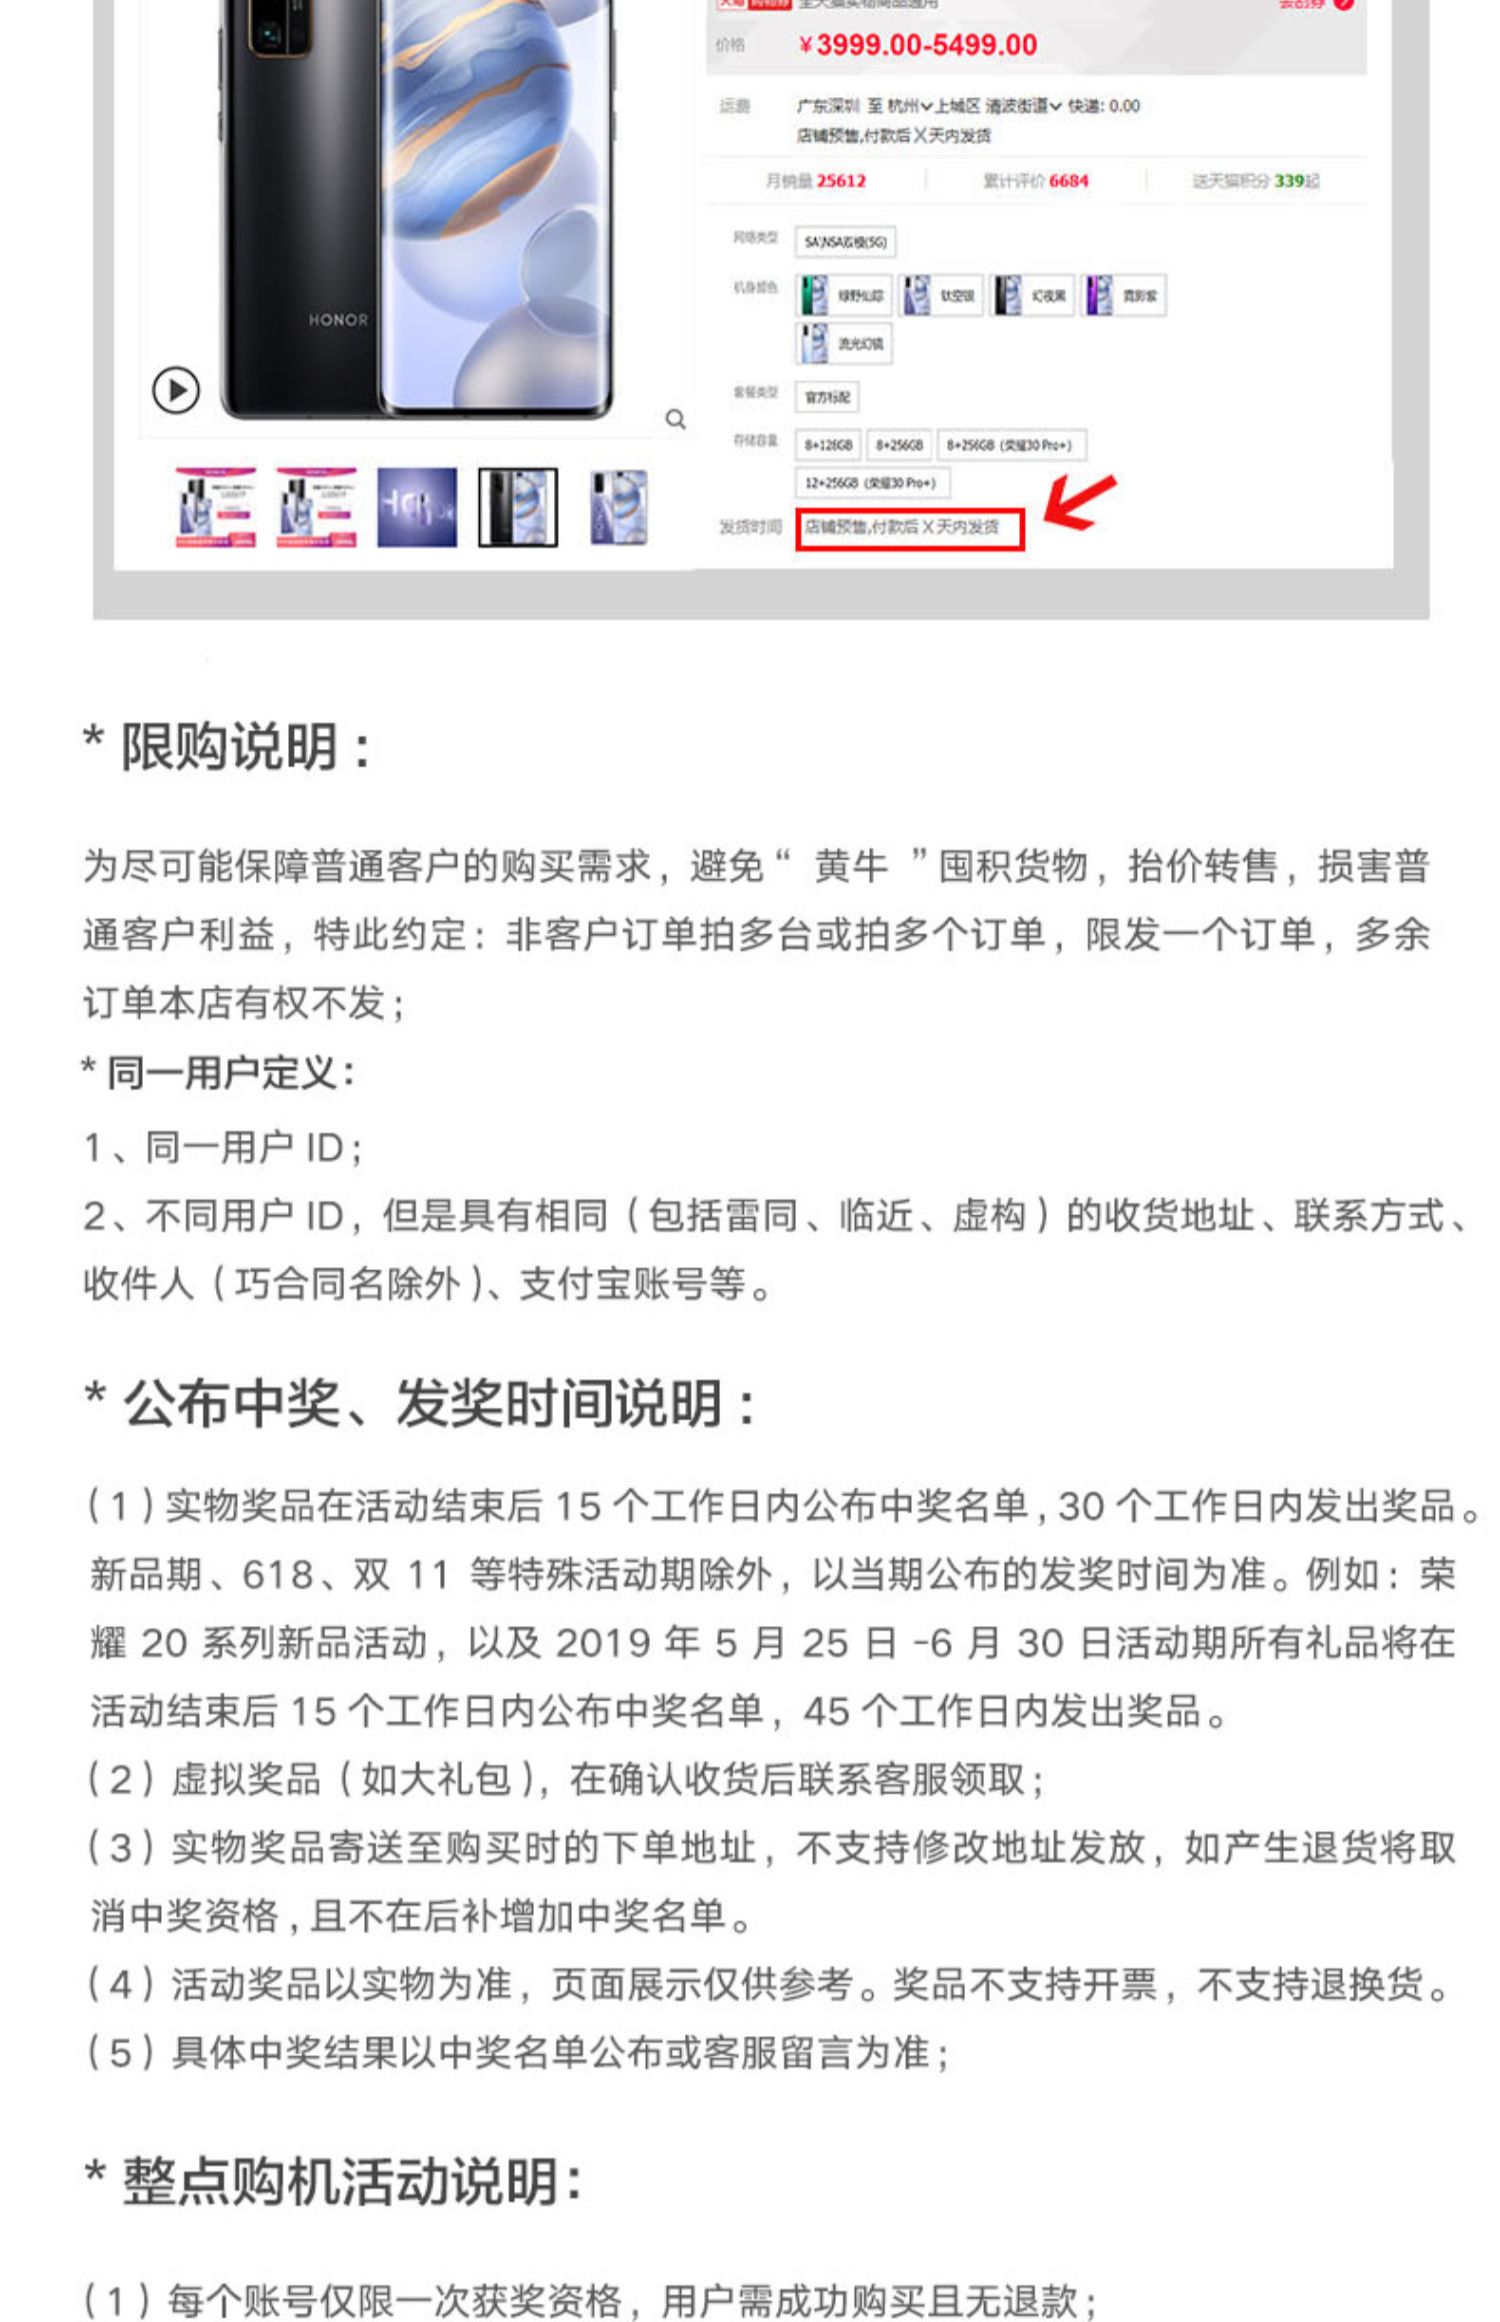 价格 ¥3999.00-5499.00
运费 广东深圳 至 杭州 上城区 清波街道 快递: 0.00
店铺预售,付款后X天内发货
月销量 25612 累计评价 6684 送天猫积分 339起
网络类型 SA\NSA双模(5G)
机身颜色 绿野仙踪 钛空银 幻夜黑 霓影紫
流光幻镜
HONOR
套餐类型 官方标配
存储容量 8+128GB 8+256GB 8+256GB (荣耀30 Pro+)
12+256GB (荣耀30 Pro+)
发货时间 店铺预售,付款后 X 天内发货
* 限购说明：
为尽可能保障普通客户的购买需求，避免“ 黄牛 ”囤积货物，抬价转售，损害普
通客户利益，特此约定：非客户订单拍多台或拍多个订单，限发一个订单，多余
订单本店有权不发；
* 同一用户定义：
1、同一用户 ID；
2、不同用户 ID，但是具有相同（包括雷同、临近、虚构）的收货地址、联系方式、
收件人（巧合同名除外）、支付宝账号等。
* 公布中奖、发奖时间说明：
（1）实物奖品在活动结束后 15 个工作日内公布中奖名单，30 个工作日内发出奖品。
新品期、618、双 11 等特殊活动期除外，以当期公布的发奖时间为准。例如：荣
耀 20 系列新品活动，以及 2019 年 5 月 25 日 -6 月 30 日活动期所有礼品将在
活动结束后 15 个工作日内公布中奖名单，45 个工作日内发出奖品。
（2）虚拟奖品（如大礼包），在确认收货后联系客服领取；
（3）实物奖品寄送至购买时的下单地址，不支持修改地址发放，如产生退货将取
消中奖资格，且不在后补增加中奖名单。
（4）活动奖品以实物为准，页面展示仅供参考。奖品不支持开票，不支持退换货。
（5）具体中奖结果以中奖名单公布或客服留言为准；
* 整点购机活动说明：
（1）每个账号仅限一次获奖资格，用户需成功购买且无退款；